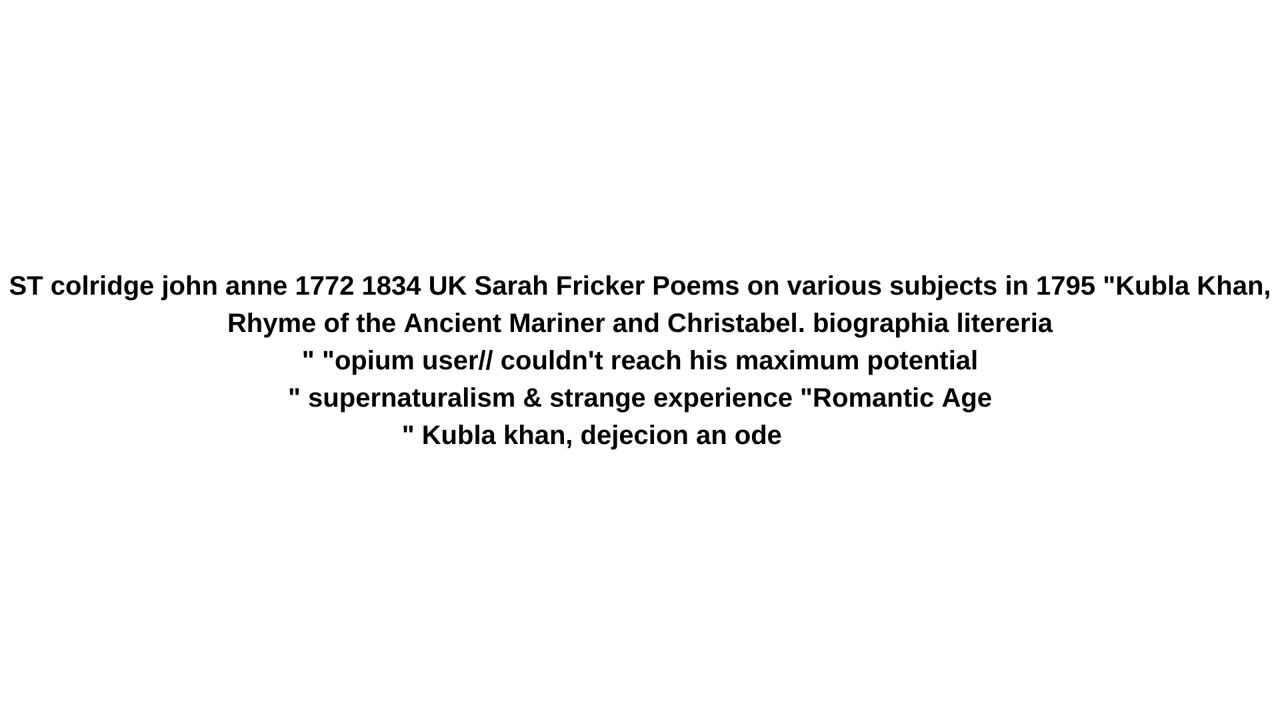 ST colridge john anne 1772 1834 UK Sarah Fricker Poems on various subjects in 1795 "Kubla Khan,
Rhyme of the Ancient Mariner and Christabel. biographia litereria
" "opium user// couldn't reach his maximum potential
" supernaturalism & strange experience "Romantic Age
" Kubla khan, dejecion an ode